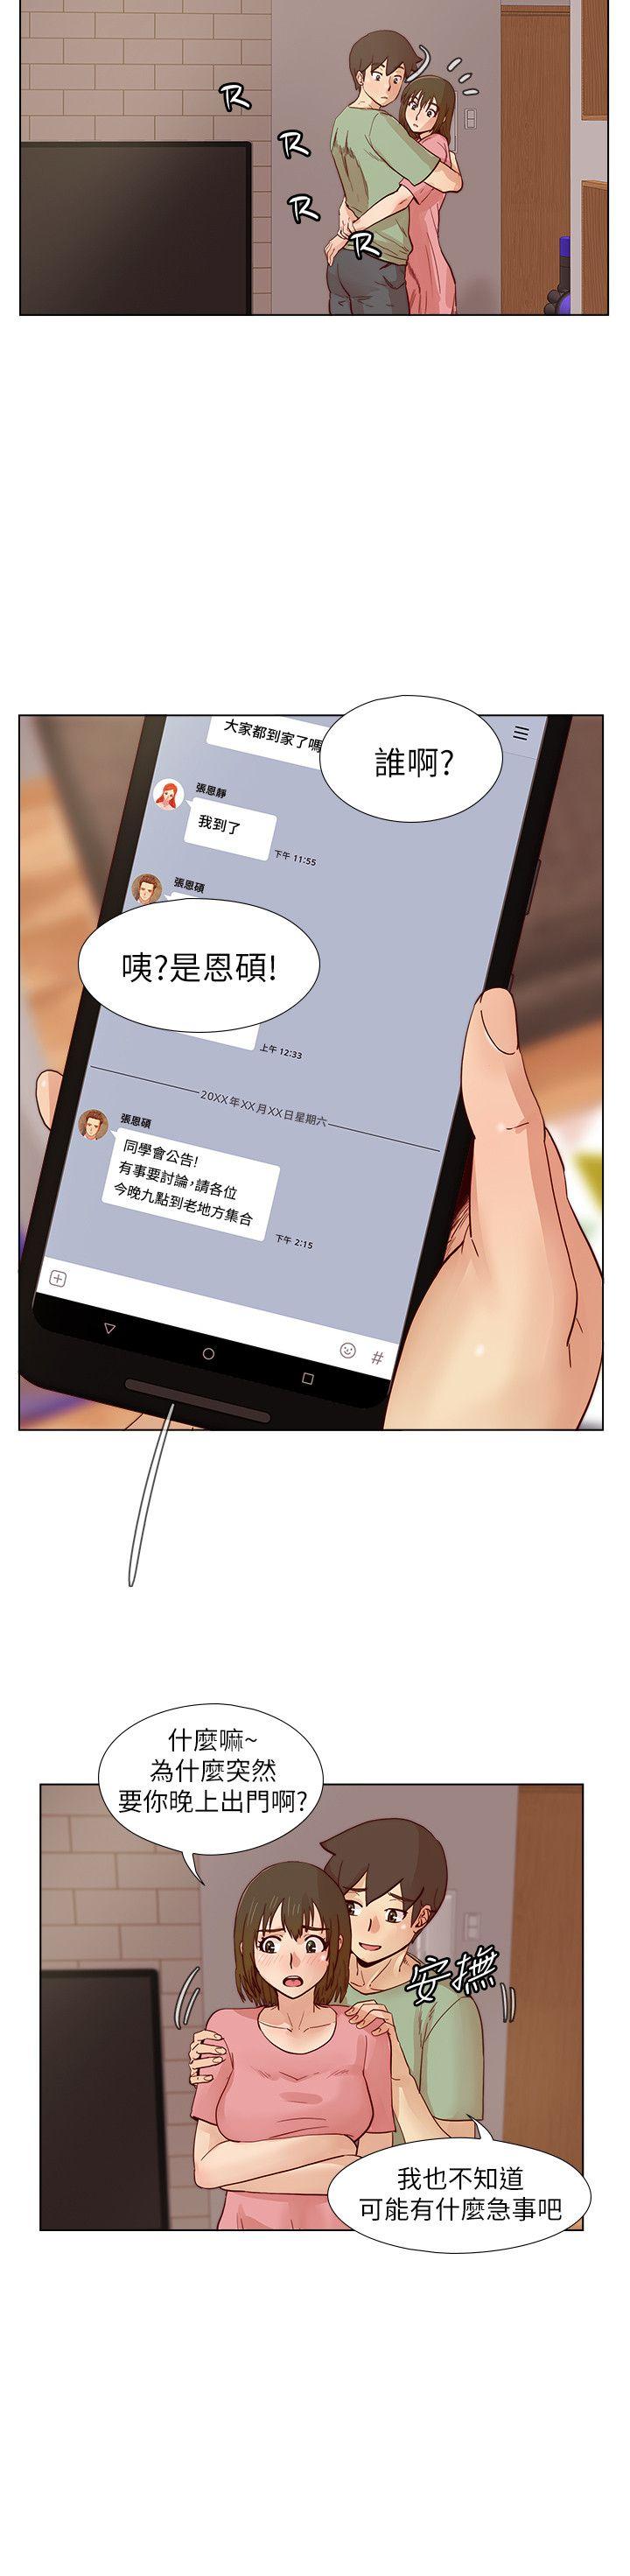 R
R
R
R
大家都到家了嗎
誰啊?
張恩靜
我到了
下午 11:55
張恩碩
咦?是恩碩!
上午 12:33
20XX年XX月XX日星期六
張恩碩
同學會公告!
有事要討論,請各位
今晚九點到老地方集合
下午 2:15
#
什麼嘛~
為什麼突然
要你晚上出門啊?
安撫
我也不知道
可能有什麼急事吧